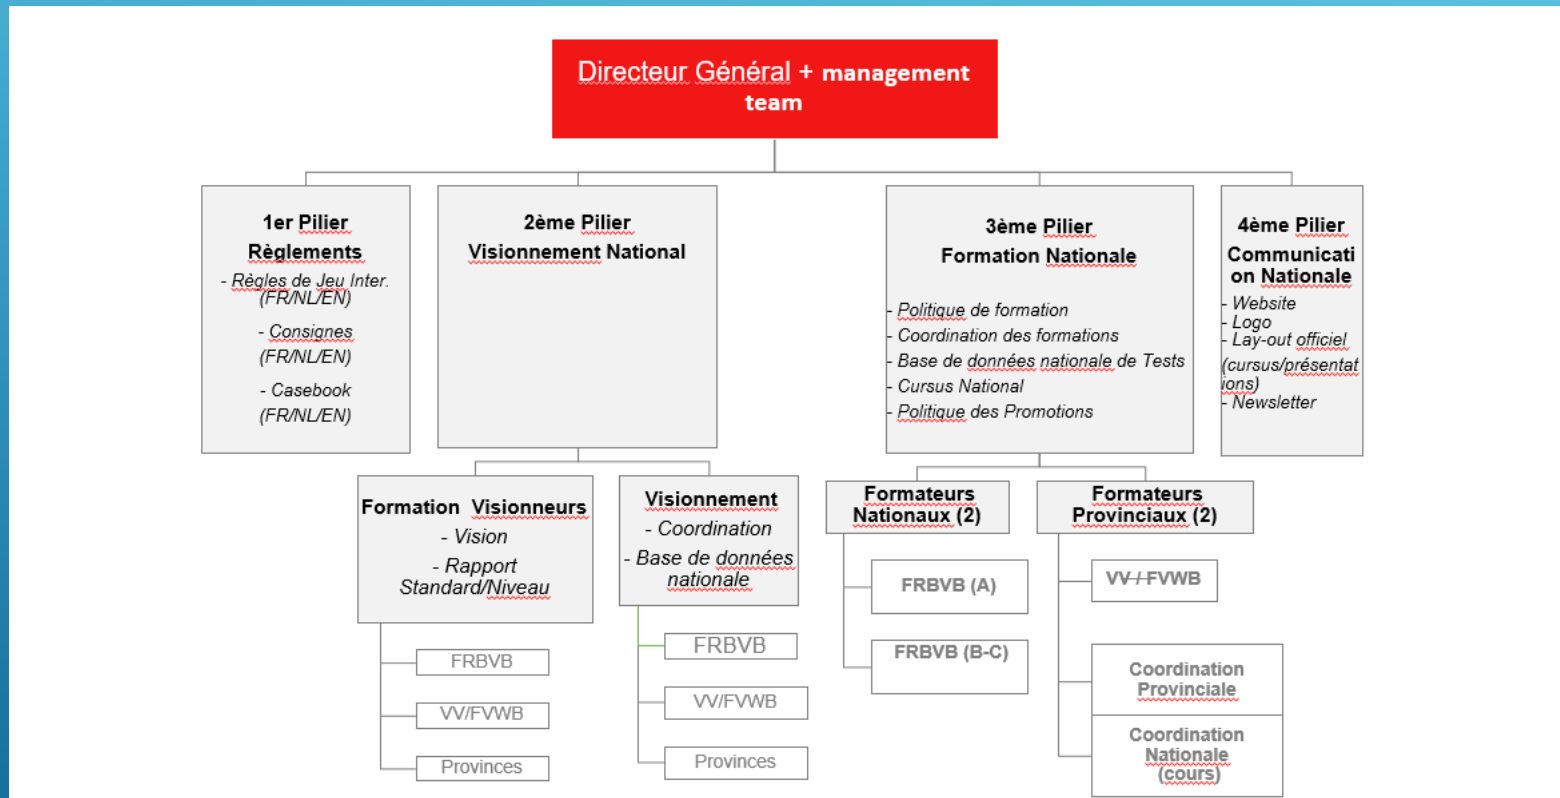 Directeur Général + management
team
1er Pilier
Règlements
- Règles de Jeu Inter.
(FR/NL/EN)
- Consignes
(FR/NL/EN)
- Casebook
(FR/NL/EN)
2ème Pilier
Visionnement National
3ème Pilier
Formation Nationale
- Politique de formation
- Coordination des formations
- Base de données nationale de Tests
- Cursus National
- Politique des Promotions
4ème Pilier
Communicati
on Nationale
- Website
- Logo
- Lay-out officiel
(cursus/présentat
ions)
- Newsletter
Formation Visionneurs
- Vision
- Rapport
Standard/Niveau
FRBVB
VV/FVWB
Provinces
Visionnement
- Coordination
- Base de données
nationale
FRBVB
VV/FVWB
Provinces
Formateurs
Nationaux (2)
FRBVB (A)
FRBVB (B-C)
Formateurs
Provinciaux (2)
VV / FVWB
Coordination
Provinciale
Coordination
Nationale
(cours)